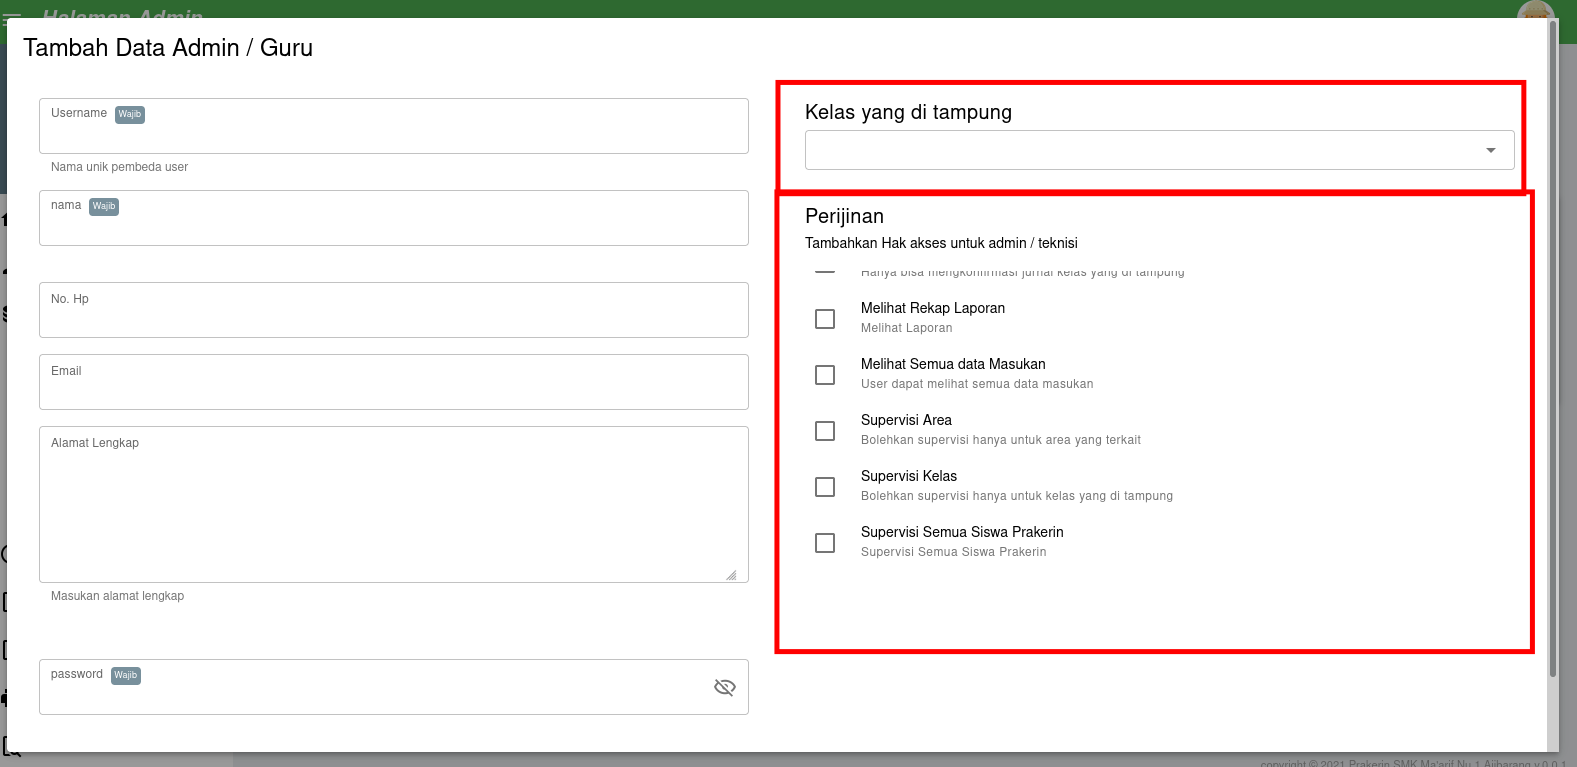 Halaman Admin
Tambah Data Admin / Guru
Username Wajib
Nama unik pembeda user
nama Wajib
No. Hp
Email
Alamat Lengkap
Masukan alamat lengkap
password Wajib
Kelas yang di tampung
Perijinan
Tambahkan Hak akses untuk admin / teknisi
Hanya bisa mengkonfirmasi jurnal kelas yang di tampung
Melihat Rekap Laporan
Melihat Laporan
Melihat Semua data Masukan
User dapat melihat semua data masukan
Supervisi Area
Bolehkan supervisi hanya untuk area yang terkait
Supervisi Kelas
Bolehkan supervisi hanya untuk kelas yang di tampung
Supervisi Semua Siswa Prakerin
Supervisi Semua Siswa Prakerin
copyright © 2021 Prakerin SMK Ma'arif Nu 1 Ajibarang v.0.0.1